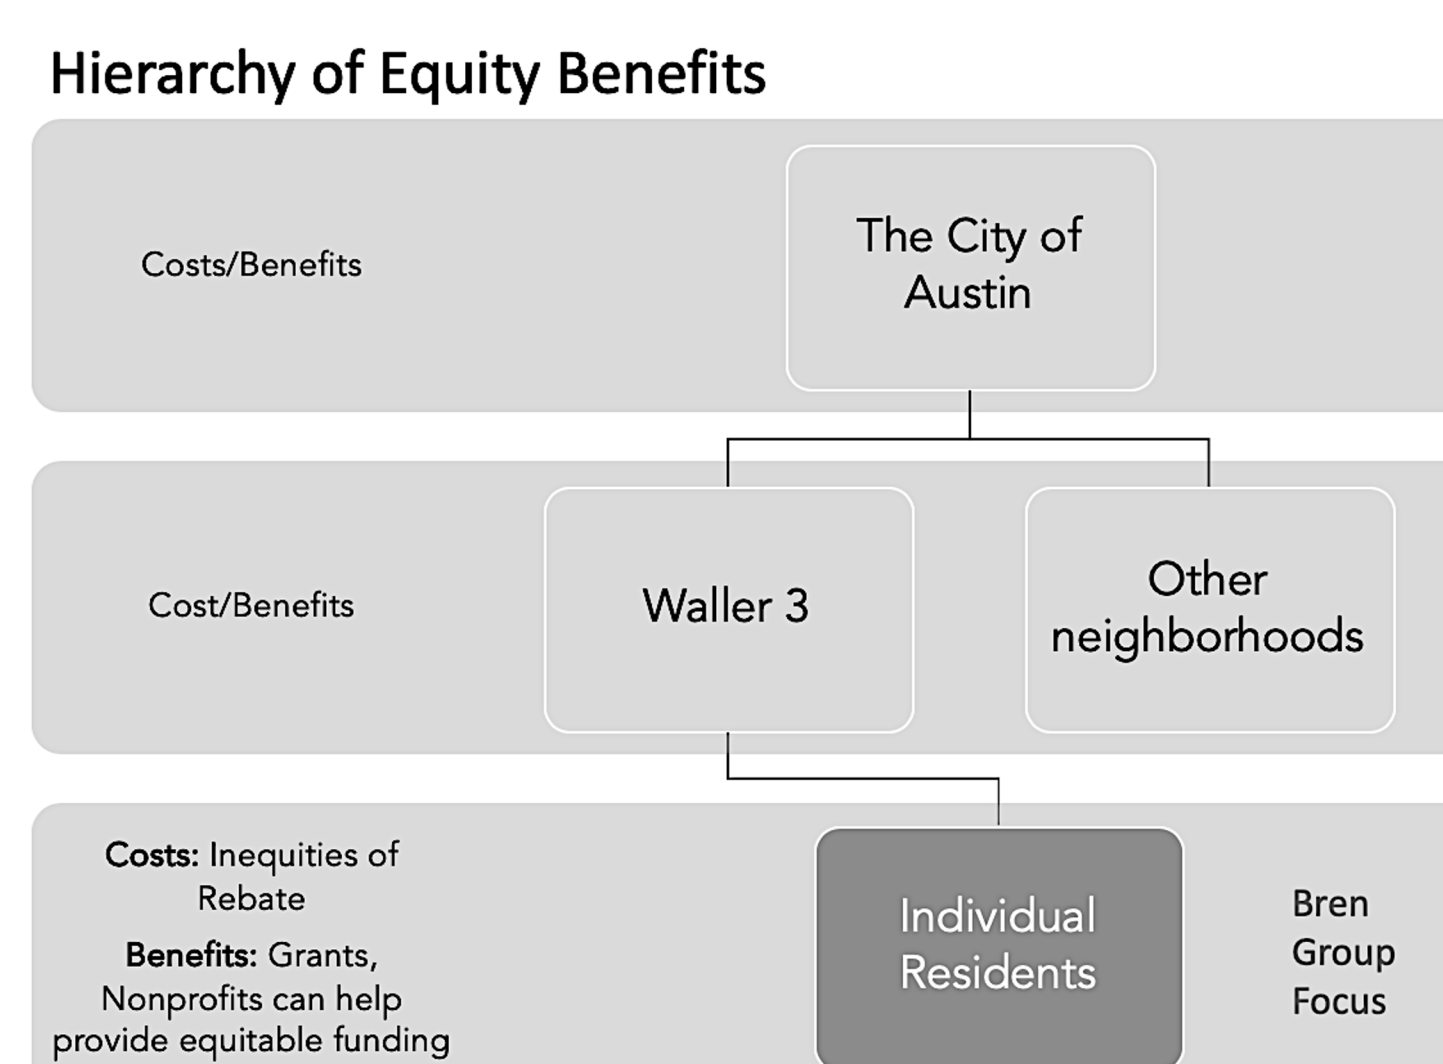 Hierarchy of Equity Benefits
Costs/Benefits
The City of
Austin
Cost/Benefits
Waller 3
Other
neighborhoods
Costs: Inequities of
Rebate
Benefits: Grants,
Nonprofits can help
provide equitable funding
Individual
Residents
Bren
Group
Focus